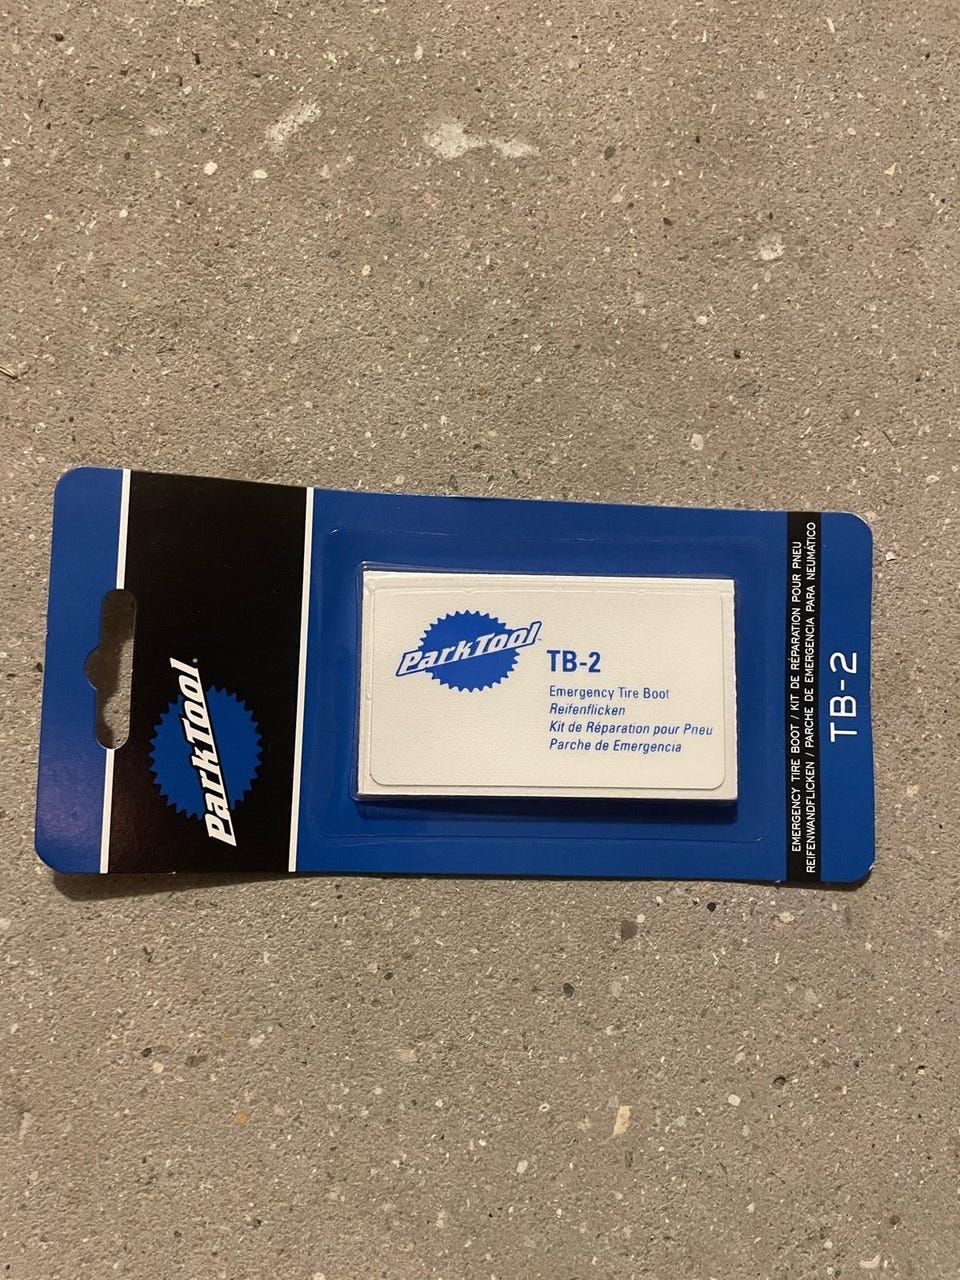 ParkTool
ParkTool
TB-2
Emergency Tire Boot
Reifenflicken
Kit de Réparation pour Pneu
Parche de Emergencia
EMERGENCY TIRE BOOT / KIT DE RÉPARATION POUR PNEU
REIFENWANDFLICKEN / PARCHE DE EMERGENCIA PARA NEUMÁTICO
TB-2